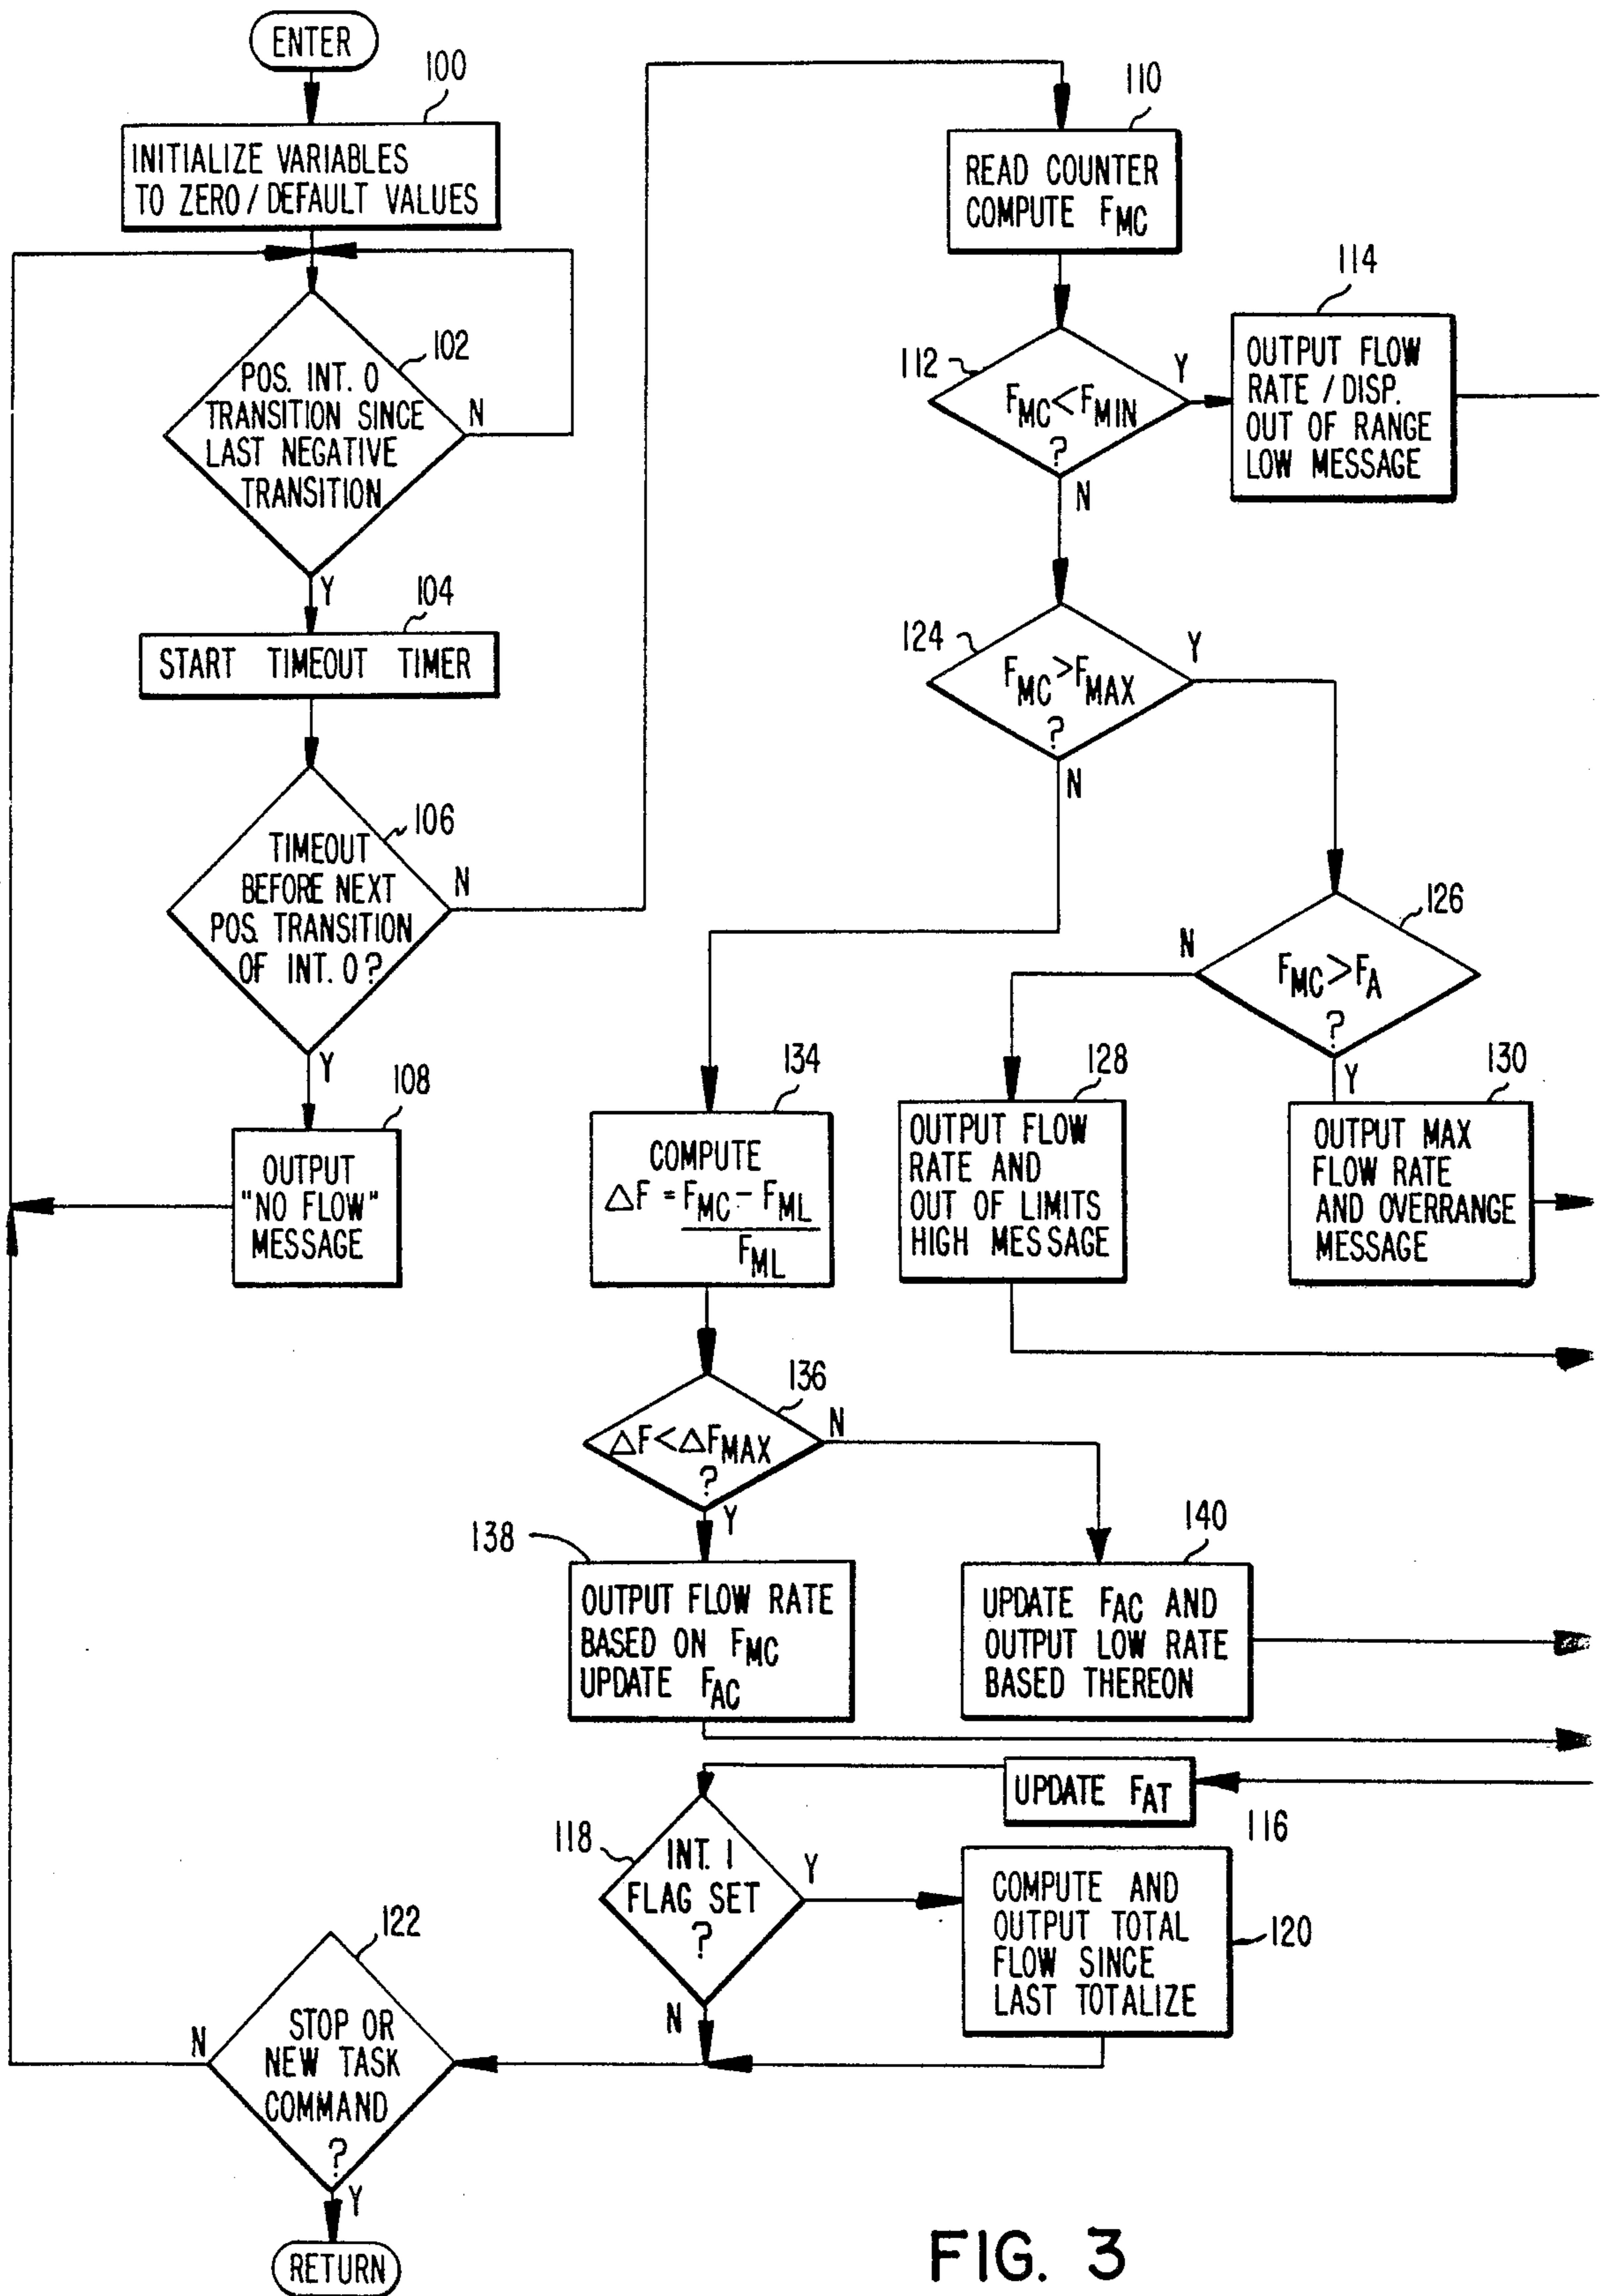 ENTER
100
INITIALIZE VARIABLES
TO ZERO / DEFAULT VALUES
102
POS. INT. 0
TRANSITION SINCE
LAST NEGATIVE
TRANSITION
N
Y
104
START TIMEOUT TIMER
106
TIMEOUT
BEFORE NEXT
POS. TRANSITION
OF INT. 0 ?
N
Y
108
OUTPUT
"NO FLOW"
MESSAGE
110
READ COUNTER
COMPUTE FMC
112
FMC<FMIN
?
Y
N
114
OUTPUT FLOW
RATE / DISP.
OUT OF RANGE
LOW MESSAGE
124
FMC>FMAX
?
Y
N
126
FMC>FA
?
N
Y
128
OUTPUT FLOW
RATE AND
OUT OF LIMITS
HIGH MESSAGE
130
OUTPUT MAX
FLOW RATE
AND OVERRANGE
MESSAGE
134
COMPUTE
△F = FMC - FML
FML
136
△F<△FMAX
?
N
Y
138
OUTPUT FLOW RATE
BASED ON FMC
UPDATE FAC
140
UPDATE FAC AND
OUTPUT LOW RATE
BASED THEREON
UPDATE FAT
116
118
INT. 1
FLAG SET
?
Y
N
COMPUTE AND
OUTPUT TOTAL
FLOW SINCE
LAST TOTALIZE
120
122
STOP OR
NEW TASK
COMMAND
?
N
Y
RETURN
FIG. 3